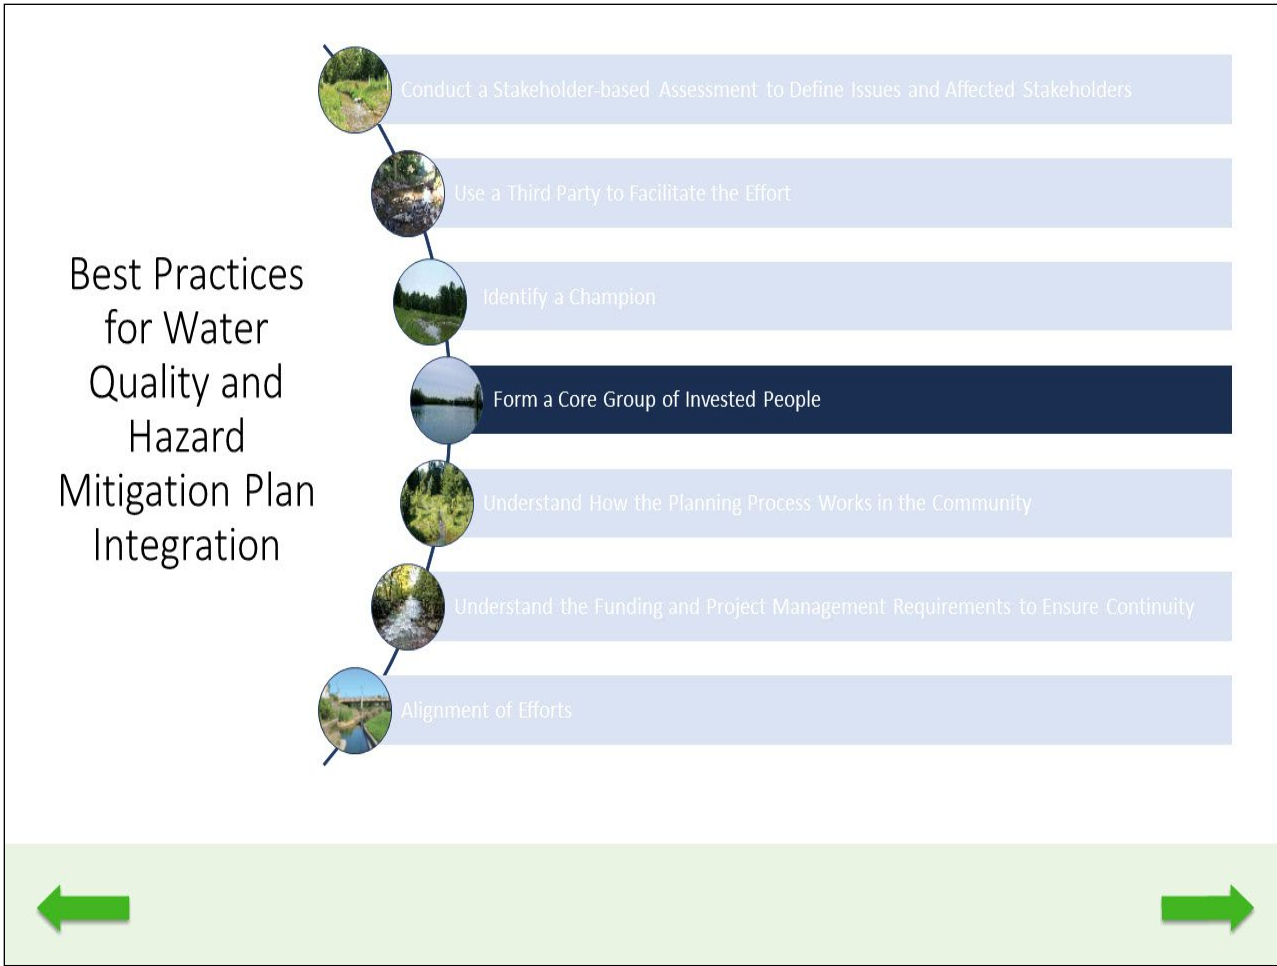 Best Practices
for Water
Quality and
Hazard
Mitigation Plan
Integration
Conduct a Stakeholder-based Assessment to Define Issues and Affected Stakeholders
Use a Third Party to Facilitate the Effort
Identify a Champion
Form a Core Group of Invested People
Understand How the Planning Process Works in the Community
Understand the Funding and Project Management Requirements to Ensure Continuity
Alignment of Efforts